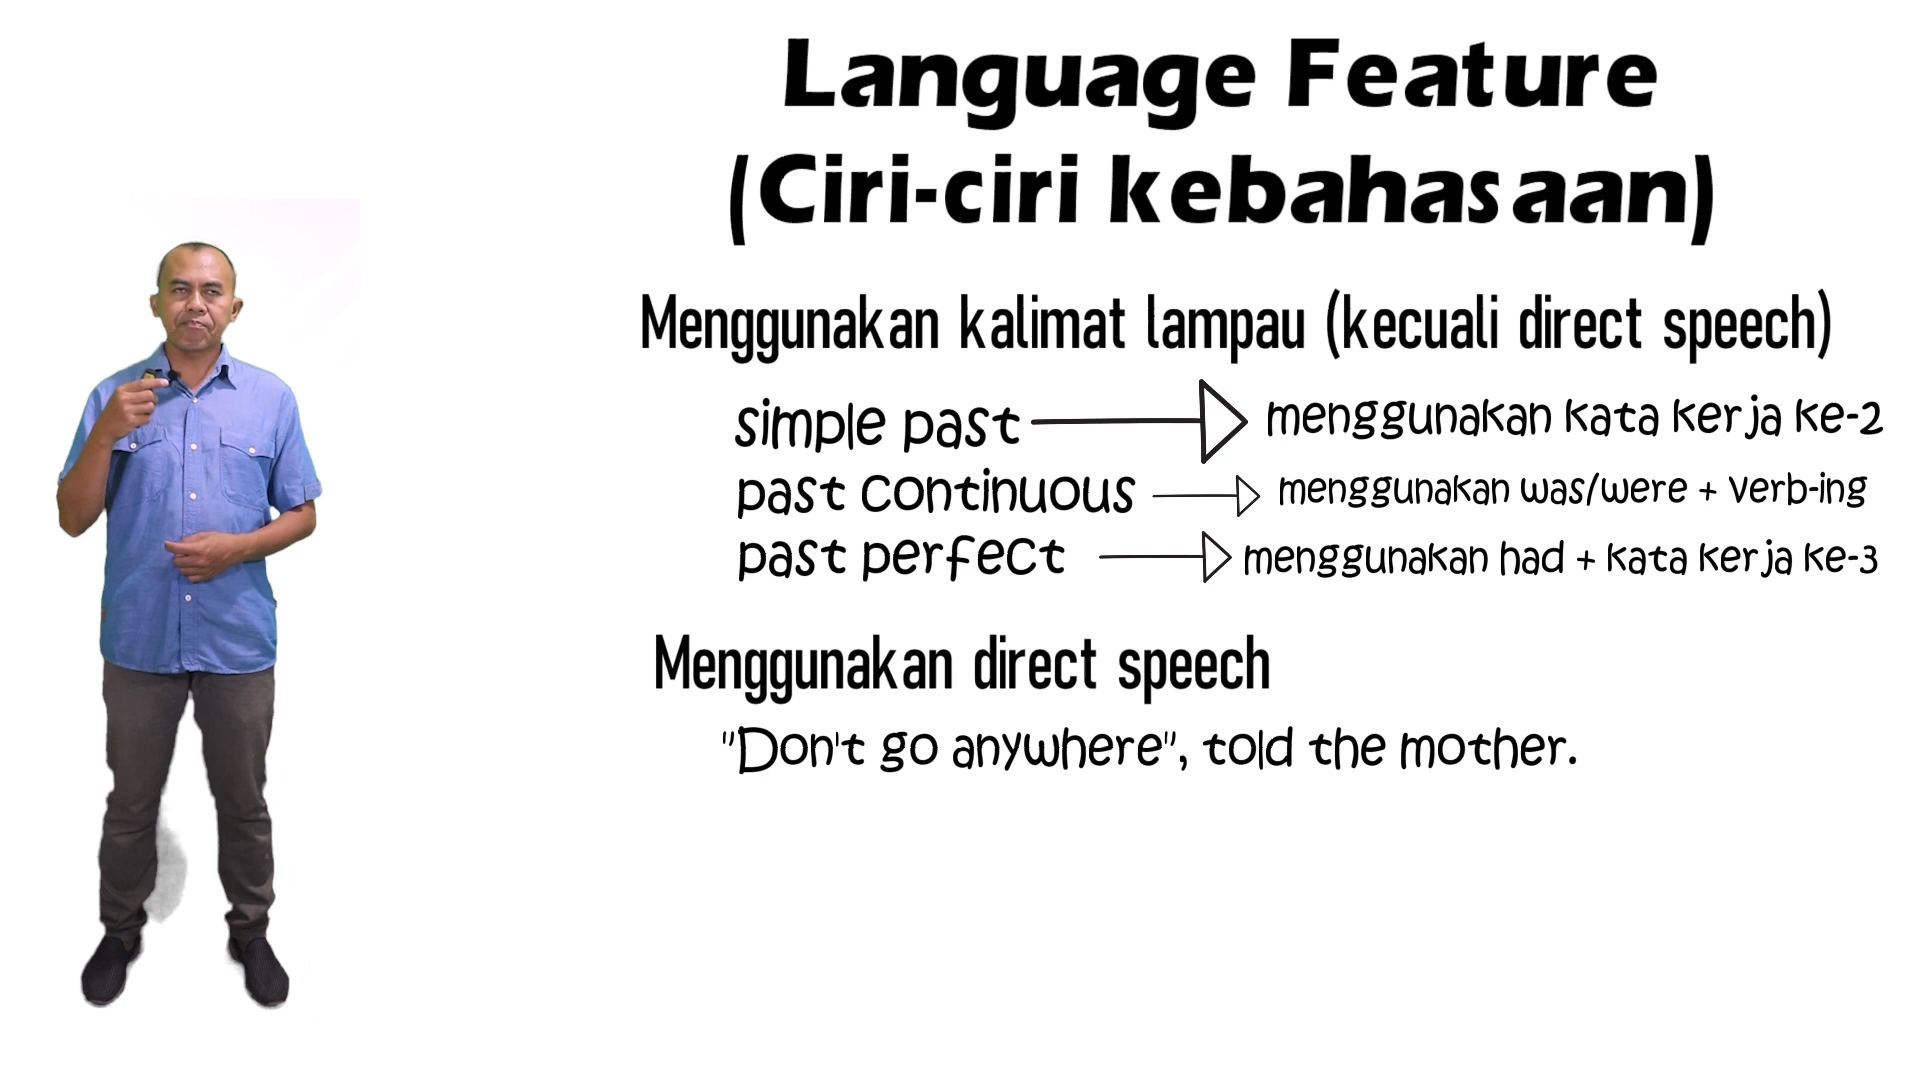 Language Feature
(Ciri-ciri kebahasaan)
Menggunakan kalimat lampau (kecuali direct speech)
simple past menggunakan kata kerja ke-2
past continuous menggunakan was/were + verb-ing
past perfect menggunakan had + kata kerja ke-3
Menggunakan direct speech
"Don't go anywhere", told the mother.